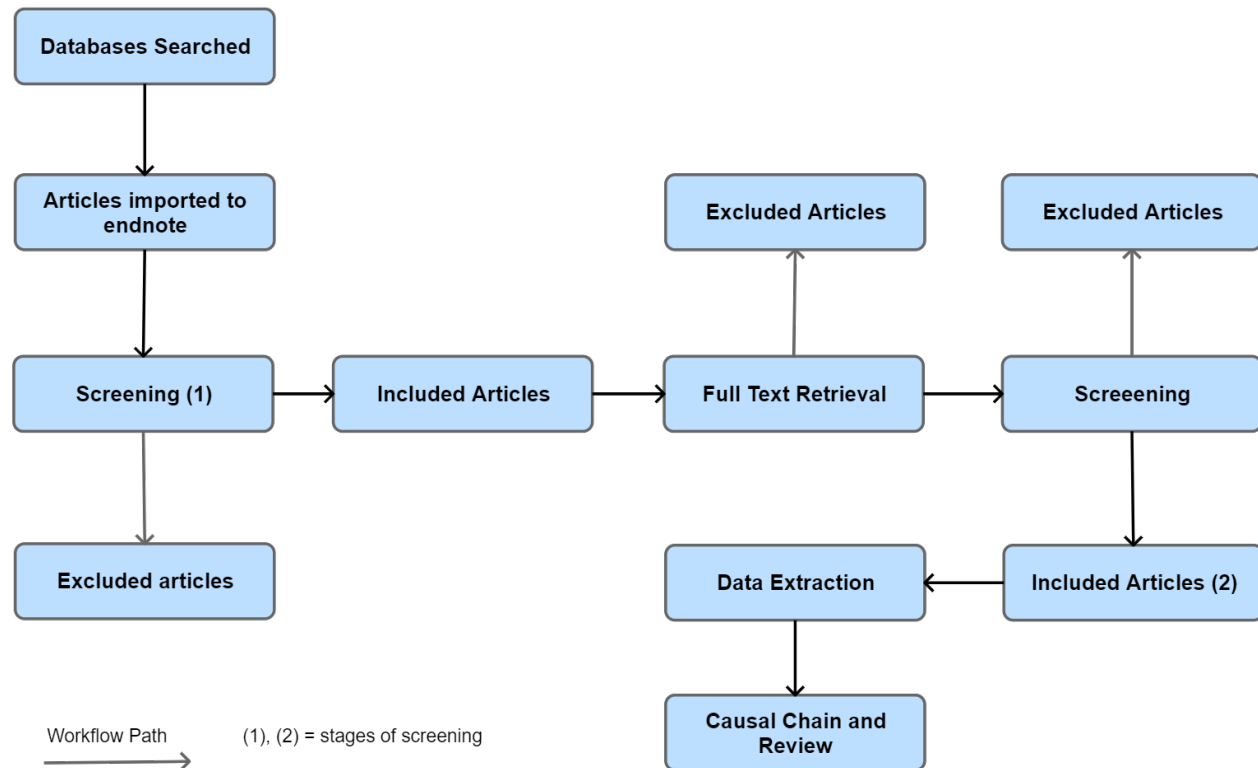 Databases Searched
Articles imported to
endnote
Excluded Articles
Excluded Articles
Screening (1)
Included Articles
Full Text Retrieval
Screeening
Excluded articles
Data Extraction
Included Articles (2)
Causal Chain and
Review
Workflow Path
(1), (2) = stages of screening